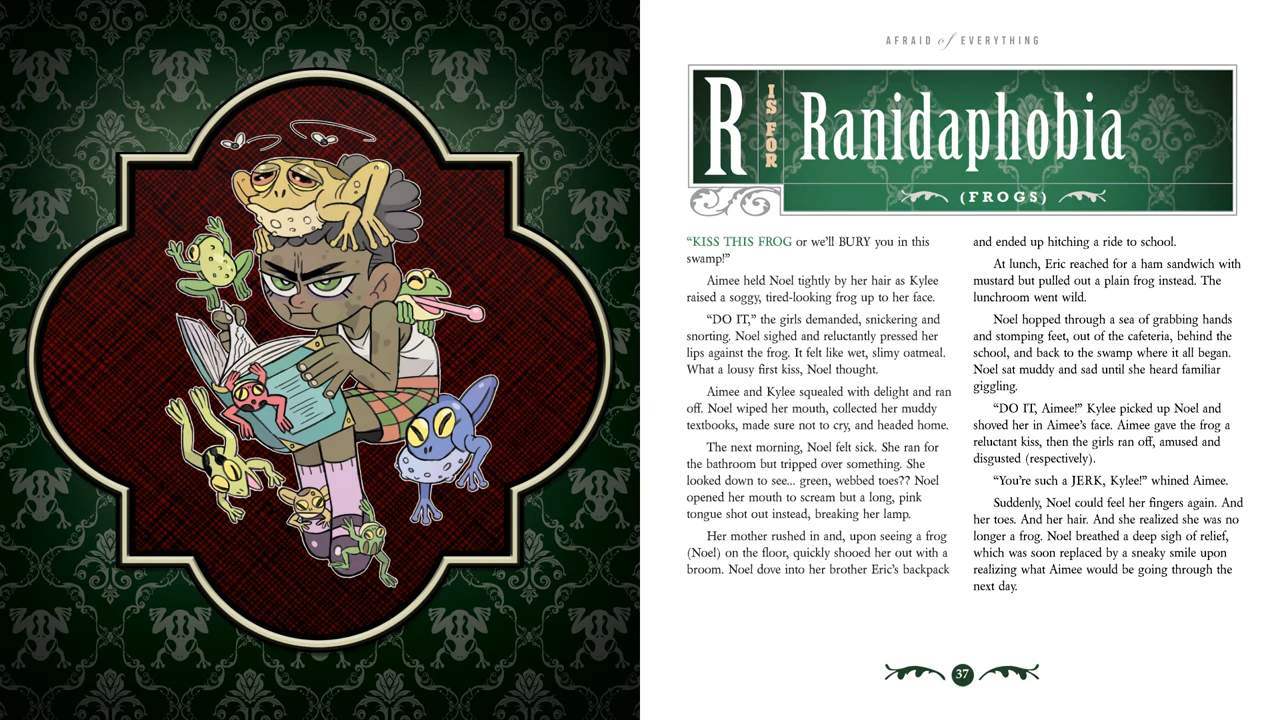 AFRAID of EVERYTHING
R IS FOR Ranidaphobia
(FROGS)
“KISS THIS FROG or we’ll BURY you in this
swamp!”
Aimee held Noel tightly by her hair as Kylee
raised a soggy, tired-looking frog up to her face.
“DO IT,” the girls demanded, snickering and
snorting. Noel sighed and reluctantly pressed her
lips against the frog. It felt like wet, slimy oatmeal.
What a lousy first kiss, Noel thought.
Aimee and Kylee squealed with delight and ran
off. Noel wiped her mouth, collected her muddy
textbooks, made sure not to cry, and headed home.
The next morning, Noel felt sick. She ran for
the bathroom but tripped over something. She
looked down to see... green, webbed toes?? Noel
opened her mouth to scream but a long, pink
tongue shot out instead, breaking her lamp.
Her mother rushed in and, upon seeing a frog
(Noel) on the floor, quickly shooed her out with a
broom. Noel dove into her brother Eric’s backpack
and ended up hitching a ride to school.
At lunch, Eric reached for a ham sandwich with
mustard but pulled out a plain frog instead. The
lunchroom went wild.
Noel hopped through a sea of grabbing hands
and stomping feet, out of the cafeteria, behind the
school, and back to the swamp where it all began.
Noel sat muddy and sad until she heard familiar
giggling.
“DO IT, Aimee!” Kylee picked up Noel and
shoved her in Aimee’s face. Aimee gave the frog a
reluctant kiss, then the girls ran off, amused and
disgusted (respectively).
“You’re such a JERK, Kylee!” whined Aimee.
Suddenly, Noel could feel her fingers again. And
her toes. And her hair. And she realized she was no
longer a frog. Noel breathed a deep sigh of relief,
which was soon replaced by a sneaky smile upon
realizing what Aimee would be going through the
next day.
37